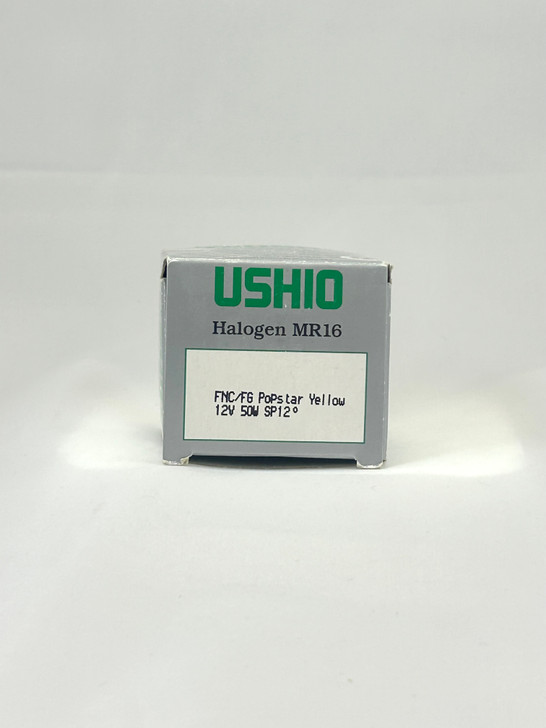 USHIO
Halogen MR16
FNC/FG PoPstar Yellow
12V 50W SP12°